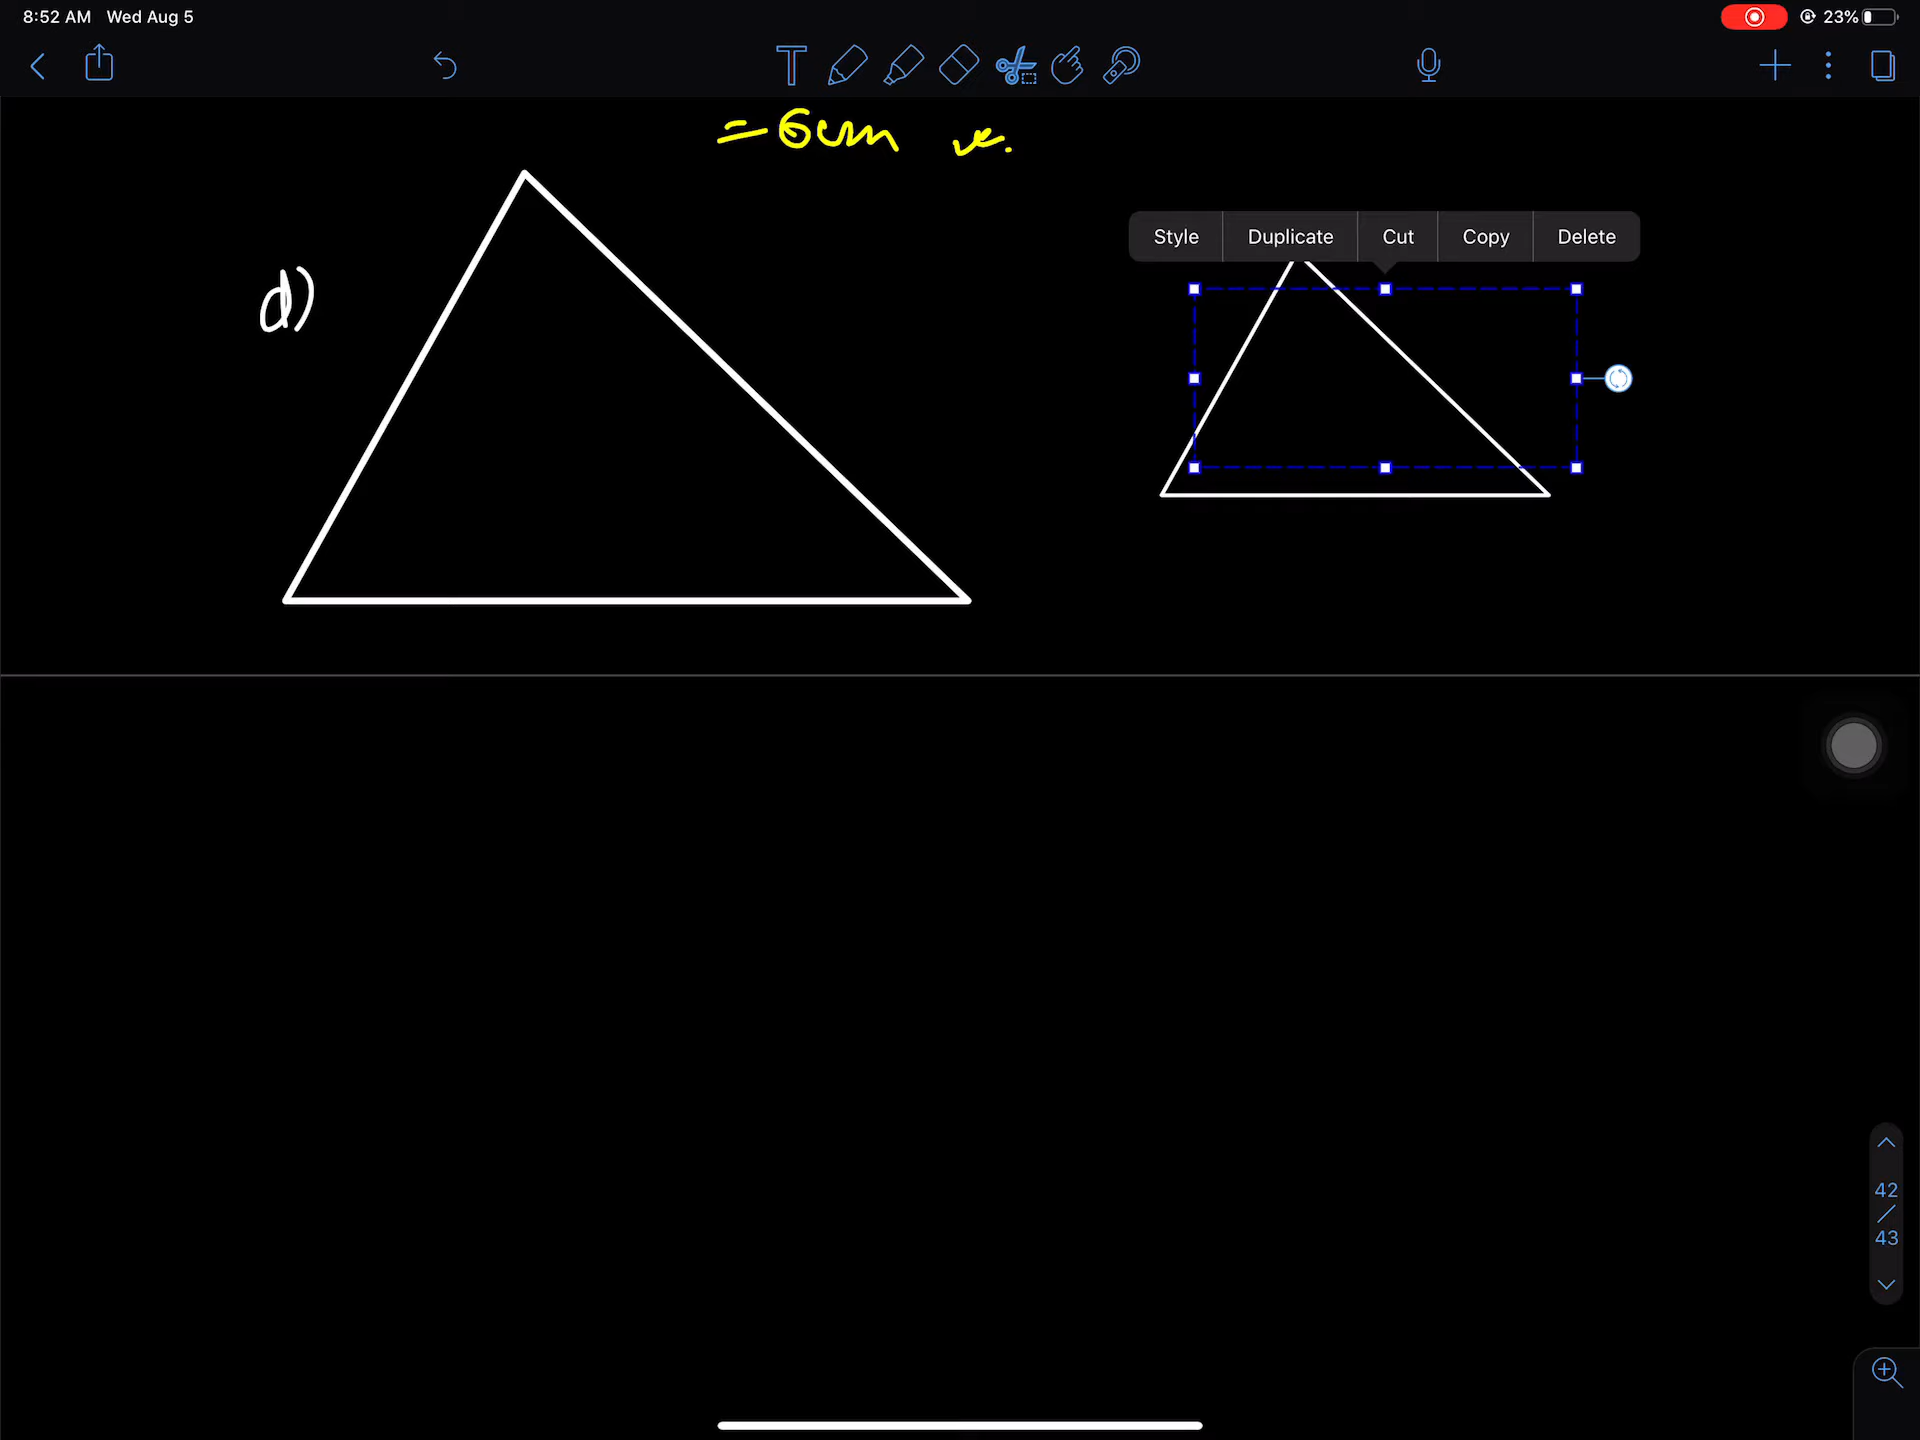 8:52 AM Wed Aug 5
23%
T
= 6cm
Style Duplicate Cut Copy Delete
d)
42
/
43